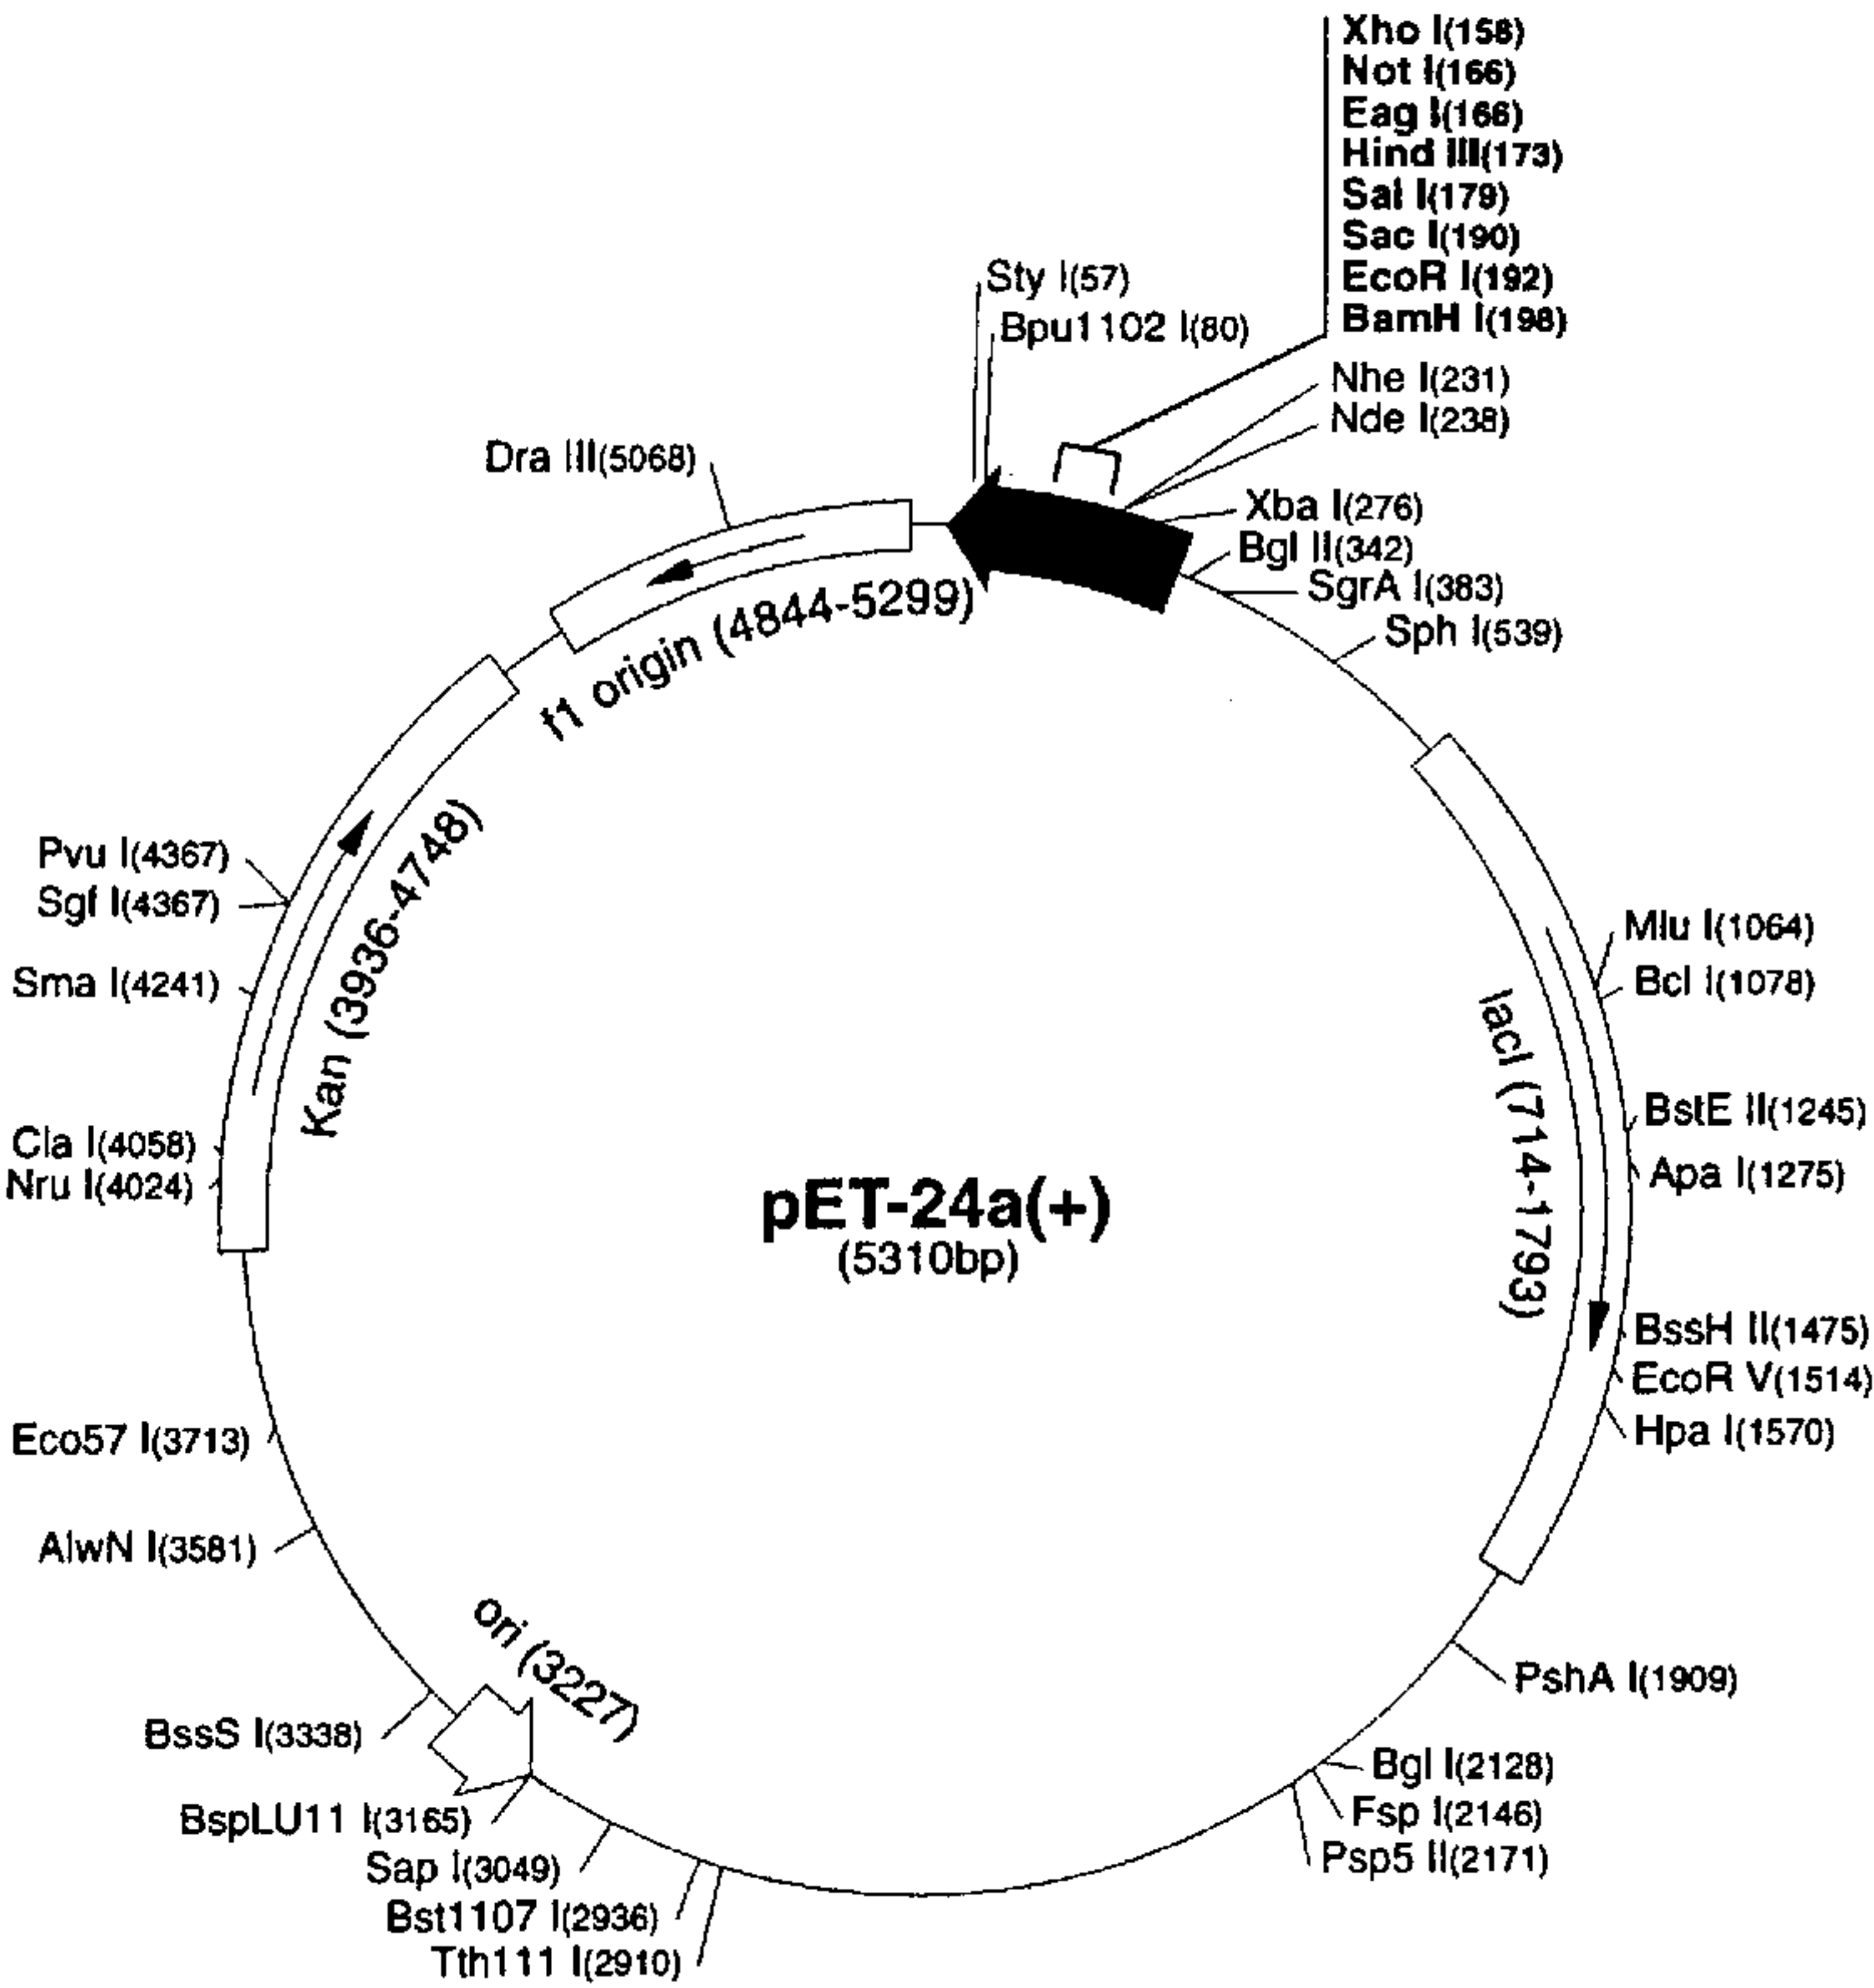 Xho I(158)
Not I(166)
Eag I(166)
Hind III(173)
Sal I(179)
Sac I(190)
EcoR I(192)
BamH I(198)
Sty I(57)
Bpu1102 I(80)
Nhe I(231)
Nde I(238)
Dra III(5068)
Xba I(276)
Bgl II(342)
SgrA I(383)
Sph I(539)
f1 origin (4844-5299)
Pvu I(4367)
Sgf I(4367)
Sma I(4241)
Kan (3936-4748)
Cla I(4058)
Nru I(4024)
Mlu I(1064)
Bcl I(1078)
lacI (714-1793)
BstE II(1245)
Apa I(1275)
pET-24a(+)
(5310bp)
BssH II(1475)
EcoR V(1514)
Hpa I(1570)
Eco57 I(3713)
AlwN I(3581)
ori (3227)
PshA I(1909)
BssS I(3338)
Bgl I(2128)
Fsp I(2146)
Psp5 II(2171)
BspLU11 I(3165)
Sap I(3049)
Bst1107 I(2936)
Tth111 I(2910)